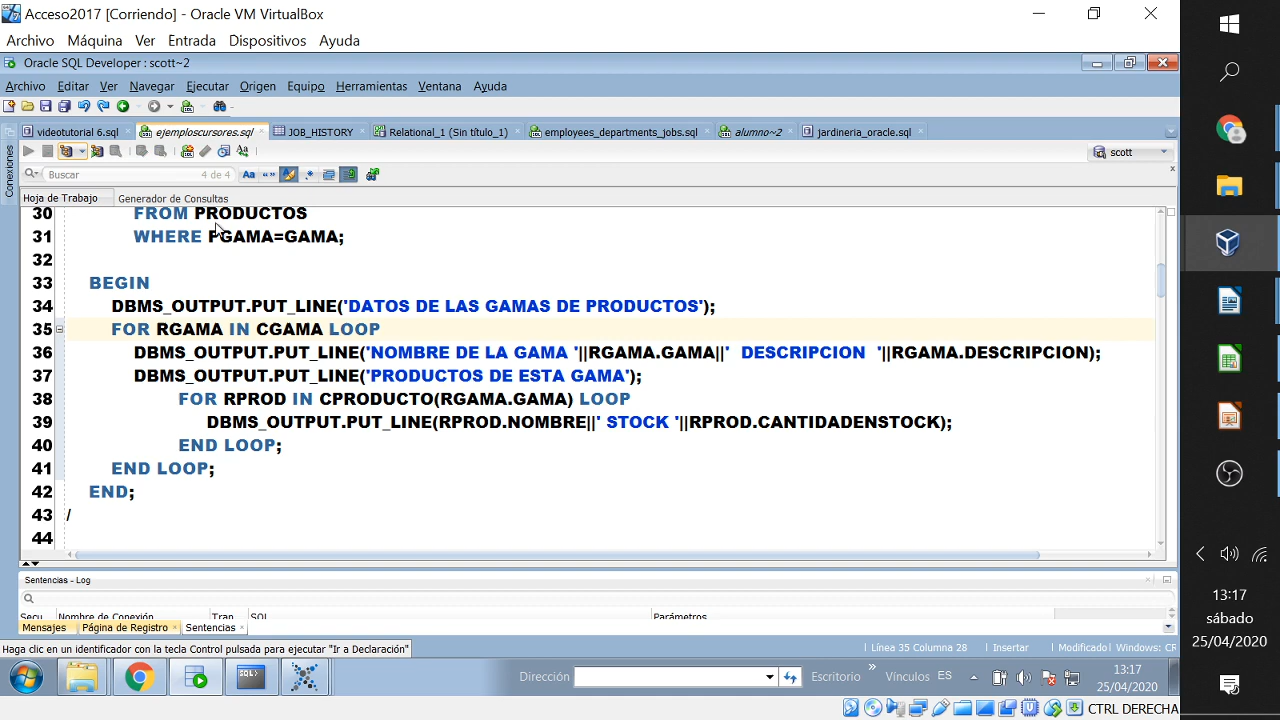 Acceso2017 [Corriendo] - Oracle VM VirtualBox
Archivo Máquina Ver Entrada Dispositivos Ayuda
Oracle SQL Developer : scott~2
Archivo Editar Ver Navegar Ejecutar Origen Equipo Herramientas Ventana Ayuda
videotutorial 6.sql ejemploscursores.sql JOB_HISTORY Relational_1 (Sin título_1) employees_departments_jobs.sql alumno~2 jardineria_oracle.sql
scott
Conexiones
Buscar 4 de 4
Hoja de Trabajo Generador de Consultas
30 FROM PRODUCTOS
31 WHERE PGAMA=GAMA;
32
33 BEGIN
34 DBMS_OUTPUT.PUT_LINE('DATOS DE LAS GAMAS DE PRODUCTOS');
35 FOR RGAMA IN CGAMA LOOP
36 DBMS_OUTPUT.PUT_LINE('NOMBRE DE LA GAMA '||RGAMA.GAMA||' DESCRIPCION '||RGAMA.DESCRIPCION);
37 DBMS_OUTPUT.PUT_LINE('PRODUCTOS DE ESTA GAMA');
38 FOR RPROD IN CPRODUCTO(RGAMA.GAMA) LOOP
39 DBMS_OUTPUT.PUT_LINE(RPROD.NOMBRE||' STOCK '||RPROD.CANTIDADENSTOCK);
40 END LOOP;
41 END LOOP;
42 END;
43 /
44
Sentencias - Log
Secu Nombre de Conexión Tran SQL Parámetros
Mensajes Página de Registro Sentencias
Haga clic en un identificador con la tecla Control pulsada para ejecutar "Ir a Declaración"
Línea 35 Columna 28 Insertar Modificado Windows: CR
Dirección Escritorio Vínculos ES
13:17
25/04/2020
CTRL DERECHA
13:17
sábado
25/04/2020